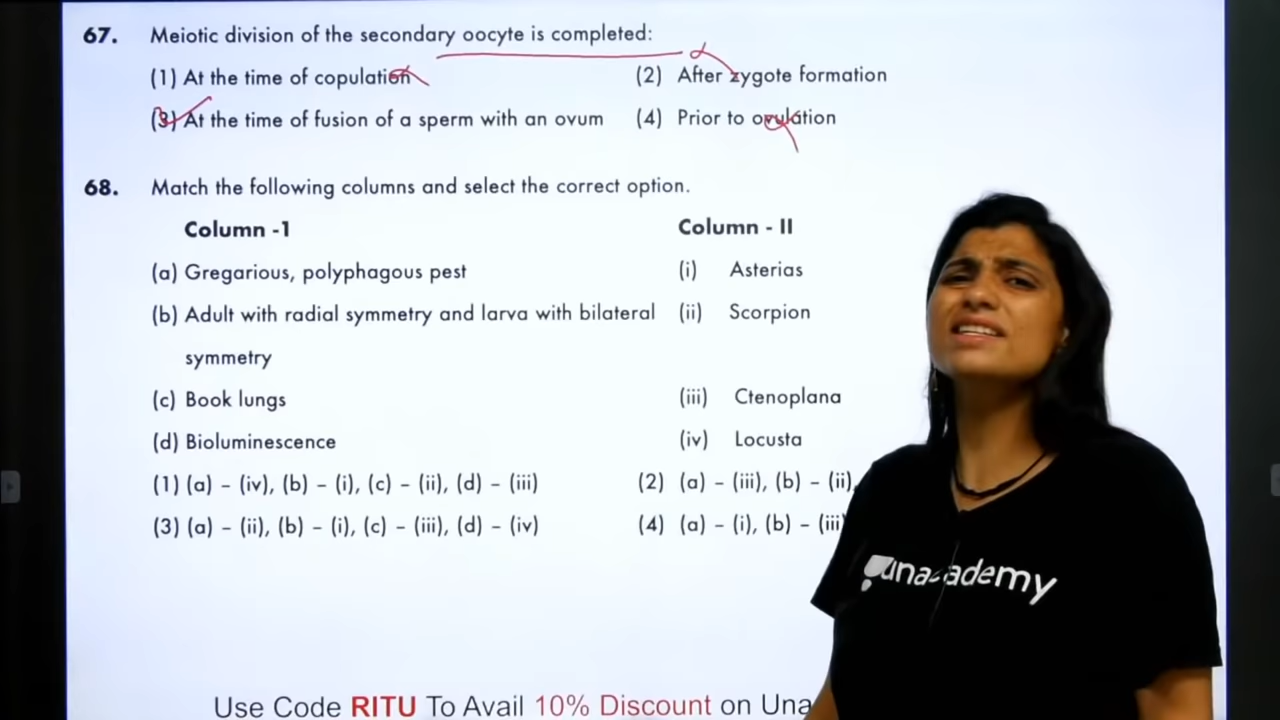 67. Meiotic division of the secondary oocyte is completed:
(1) At the time of copulation (2) After zygote formation
(3) At the time of fusion of a sperm with an ovum (4) Prior to ovulation
68. Match the following columns and select the correct option.
Column -1 Column - II
(a) Gregarious, polyphagous pest (i) Asterias
(b) Adult with radial symmetry and larva with bilateral (ii) Scorpion
symmetry
(c) Book lungs (iii) Ctenoplana
(d) Bioluminescence (iv) Locusta
(1) (a) – (iv), (b) – (i), (c) – (ii), (d) – (iii) (2) (a) – (iii), (b) – (ii),
(3) (a) – (ii), (b) – (i), (c) – (iii), (d) – (iv) (4) (a) – (i), (b) – (iii)
unacademy
Use Code RITU To Avail 10% Discount on Una